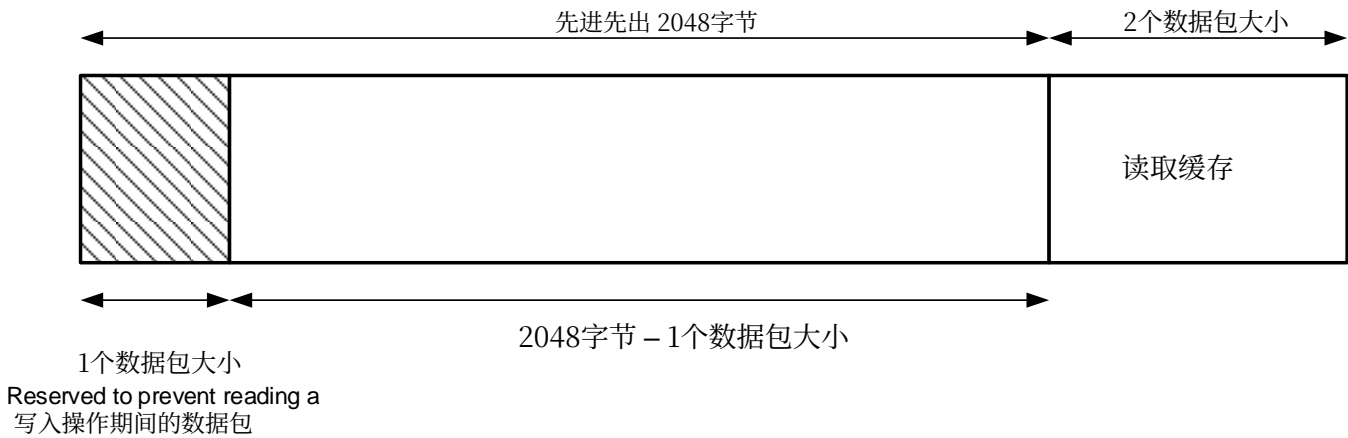 先进先出 2048字节
2个数据包大小
读取缓存
2048字节 – 1个数据包大小
1个数据包大小
Reserved to prevent reading a
写入操作期间的数据包